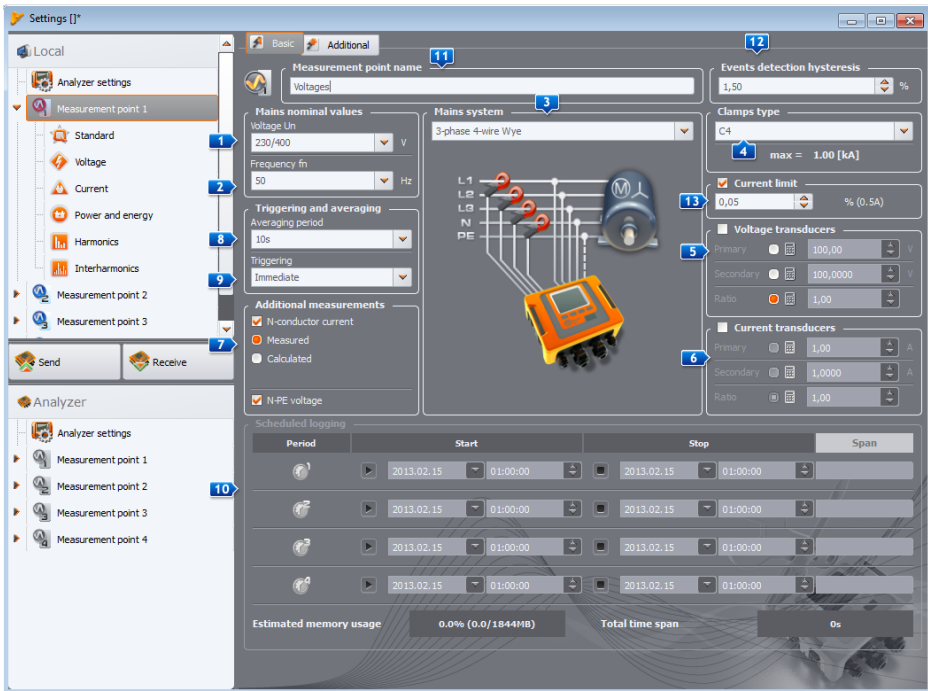 Settings []*
Local
Analyzer settings
Measurement point 1
Standard
Voltage
Current
Power and energy
Harmonics
Interharmonics
Measurement point 2
Measurement point 3
Send
Receive
Analyzer
Analyzer settings
Measurement point 1
Measurement point 2
Measurement point 3
Measurement point 4
Basic
Additional
11
Measurement point name
Voltages
12
Events detection hysteresis
1,50 %
Mains nominal values
Voltage Un
1
230/400 V
Frequency fn
2
50 Hz
3
Mains system
3-phase 4-wire Wye
L1
L2
L3
N
PE
M
Clamps type
C4
4
max = 1.00 [kA]
Triggering and averaging
Averaging period
8
10s
Triggering
9
Immediate
Additional measurements
N-conductor current
7
Measured
Calculated
N-PE voltage
Current limit
13
0,05 % (0.5A)
Voltage transducers
5
Primary 100,00 V
Secondary 100,0000 V
Ratio 1,00
Current transducers
6
Primary 1,00 A
Secondary 1,0000 A
Ratio 1,00
Scheduled logging
Period Start Stop Span
10
1 2013.02.15 01:00:00 2013.02.15 01:00:00
2 2013.02.15 01:00:00 2013.02.15 01:00:00
3 2013.02.15 01:00:00 2013.02.15 01:00:00
4 2013.02.15 01:00:00 2013.02.15 01:00:00
Estimated memory usage 0.0% (0.0/1844MB) Total time span 0s